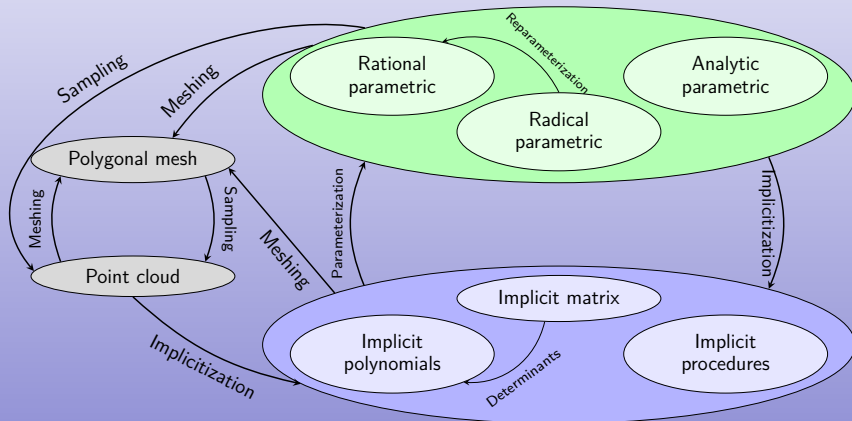 Sampling
Meshing
Rational
parametric
Reparameterization
Analytic
parametric
Radical
parametric
Polygonal mesh
Meshing
Sampling
Meshing
Parameterization
Implicitization
Point cloud
Implicitization
Implicit matrix
Implicit
polynomials
Determinants
Implicit
procedures